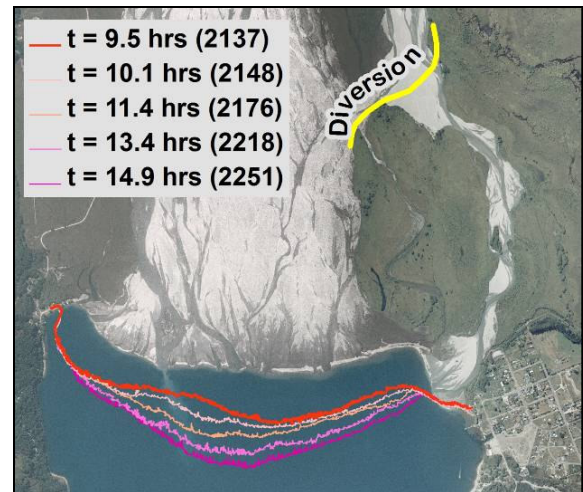 t = 9.5 hrs (2137)
t = 10.1 hrs (2148)
t = 11.4 hrs (2176)
t = 13.4 hrs (2218)
t = 14.9 hrs (2251)
Diversion